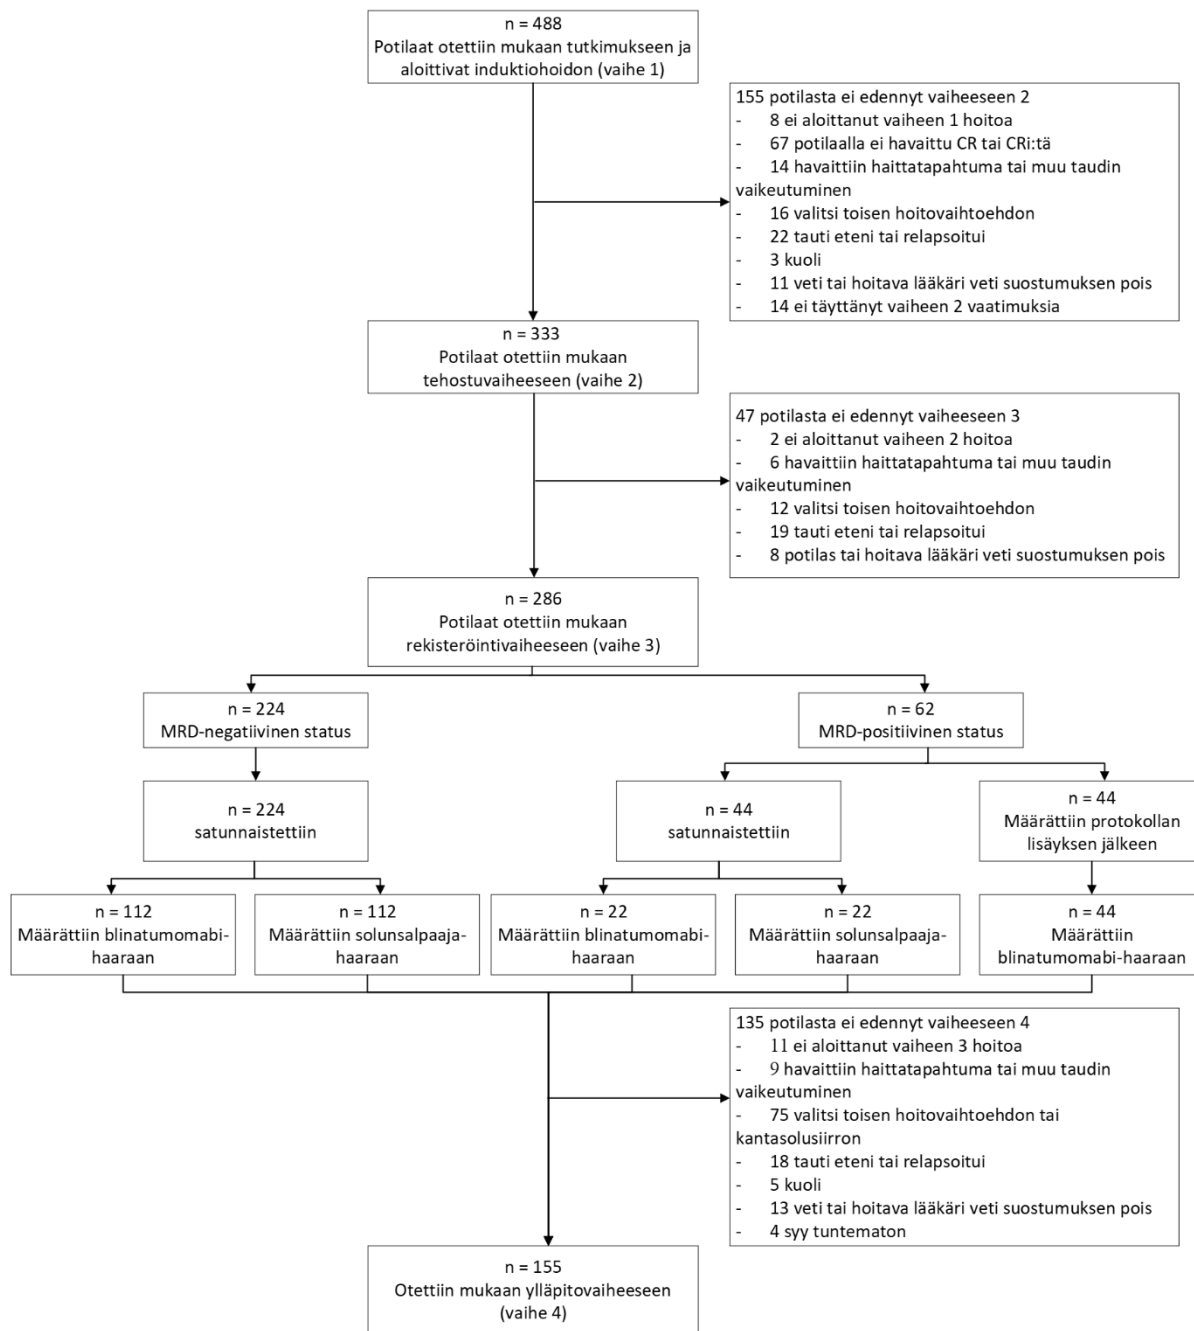 n = 488
Potilaat otettiin mukaan tutkimukseen ja
aloittivat induktiohoidon (vaihe 1)
155 potilasta ei edennyt vaiheeseen 2
- 8 ei aloittanut vaiheen 1 hoitoa
- 67 potilaalla ei havaittu CR tai CRi:tä
- 14 havaittiin haittatapahtuma tai muu taudin
vaikeutuminen
- 16 valitsi toisen hoitovaihtoehdon
- 22 tauti eteni tai relapsoitui
- 3 kuoli
- 11 veti tai hoitava lääkäri veti suostumuksen pois
- 14 ei täyttänyt vaiheen 2 vaatimuksia
n = 333
Potilaat otettiin mukaan
tehostuvaiheeseen (vaihe 2)
47 potilasta ei edennyt vaiheeseen 3
- 2 ei aloittanut vaiheen 2 hoitoa
- 6 havaittiin haittatapahtuma tai muu taudin
vaikeutuminen
- 12 valitsi toisen hoitovaihtoehdon
- 19 tauti eteni tai relapsoitui
- 8 potilas tai hoitava lääkäri veti suostumuksen pois
n = 286
Potilaat otettiin mukaan
rekisteröintivaiheeseen (vaihe 3)
n = 224
MRD-negatiivinen status
n = 62
MRD-positiivinen status
n = 224
satunnaistettiin
n = 44
satunnaistettiin
n = 44
Määrättiin protokollan
lisäyksen jälkeen
n = 112
Määrättiin blinatumomabi-
haaraan
n = 112
Määrättiin solunsalpaaja-
haaraan
n = 22
Määrättiin blinatumomabi-
haaraan
n = 22
Määrättiin solunsalpaaja-
haaraan
n = 44
Määrättiin
blinatumomabi-haaraan
135 potilasta ei edennyt vaiheeseen 4
- 11 ei aloittanut vaiheen 3 hoitoa
- 9 havaittiin haittatapahtuma tai muu taudin
vaikeutuminen
- 75 valitsi toisen hoitovaihtoehdon tai
kantasolusiirron
- 18 tauti eteni tai relapsoitui
- 5 kuoli
- 13 veti tai hoitava lääkäri veti suostumuksen pois
- 4 syy tuntematon
n = 155
Otettiin mukaan ylläpitovaiheeseen
(vaihe 4)